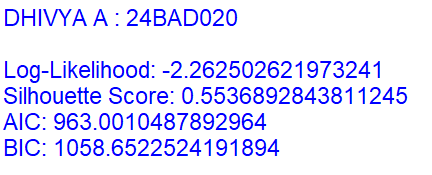 DHIVYA A : 24BAD020
Log-Likelihood: -2.262502621973241
Silhouette Score: 0.5536892843811245
AIC: 963.0010487892964
BIC: 1058.6522524191894